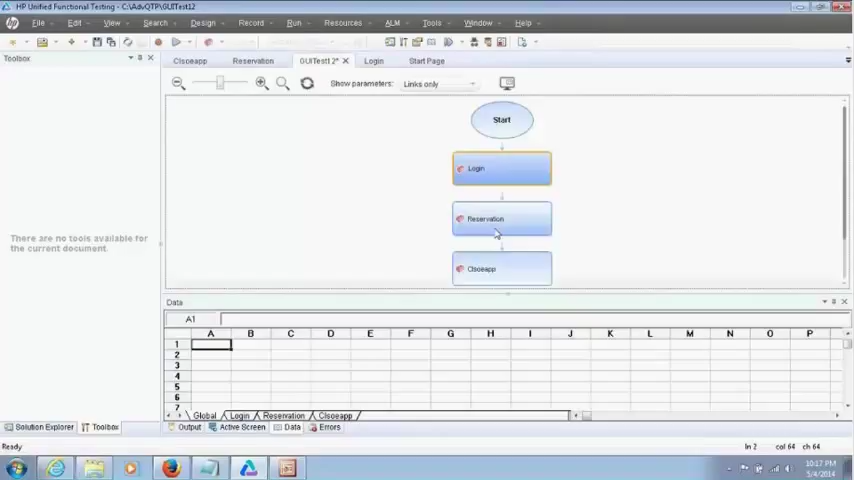 HP Unified Functional Testing - C:\AdvQTP\GUITest12
File Edit View Search Design Record Run Resources ALM Tools Window Help
Toolbox
Clsoeapp Reservation GUITest12* Login Start Page
Show parameters: Links only
Start
Login
Reservation
Clsoeapp
There are no tools available for
the current document.
Data
A1
A B C D E F G H I J K L M N O P
1
2
3
4
5
6
7
Global Login Reservation Clsoeapp
Solution Explorer Toolbox Output Active Screen Data Errors
Ready ln 2 col 64 ch 64
10:17 PM
5/4/2014